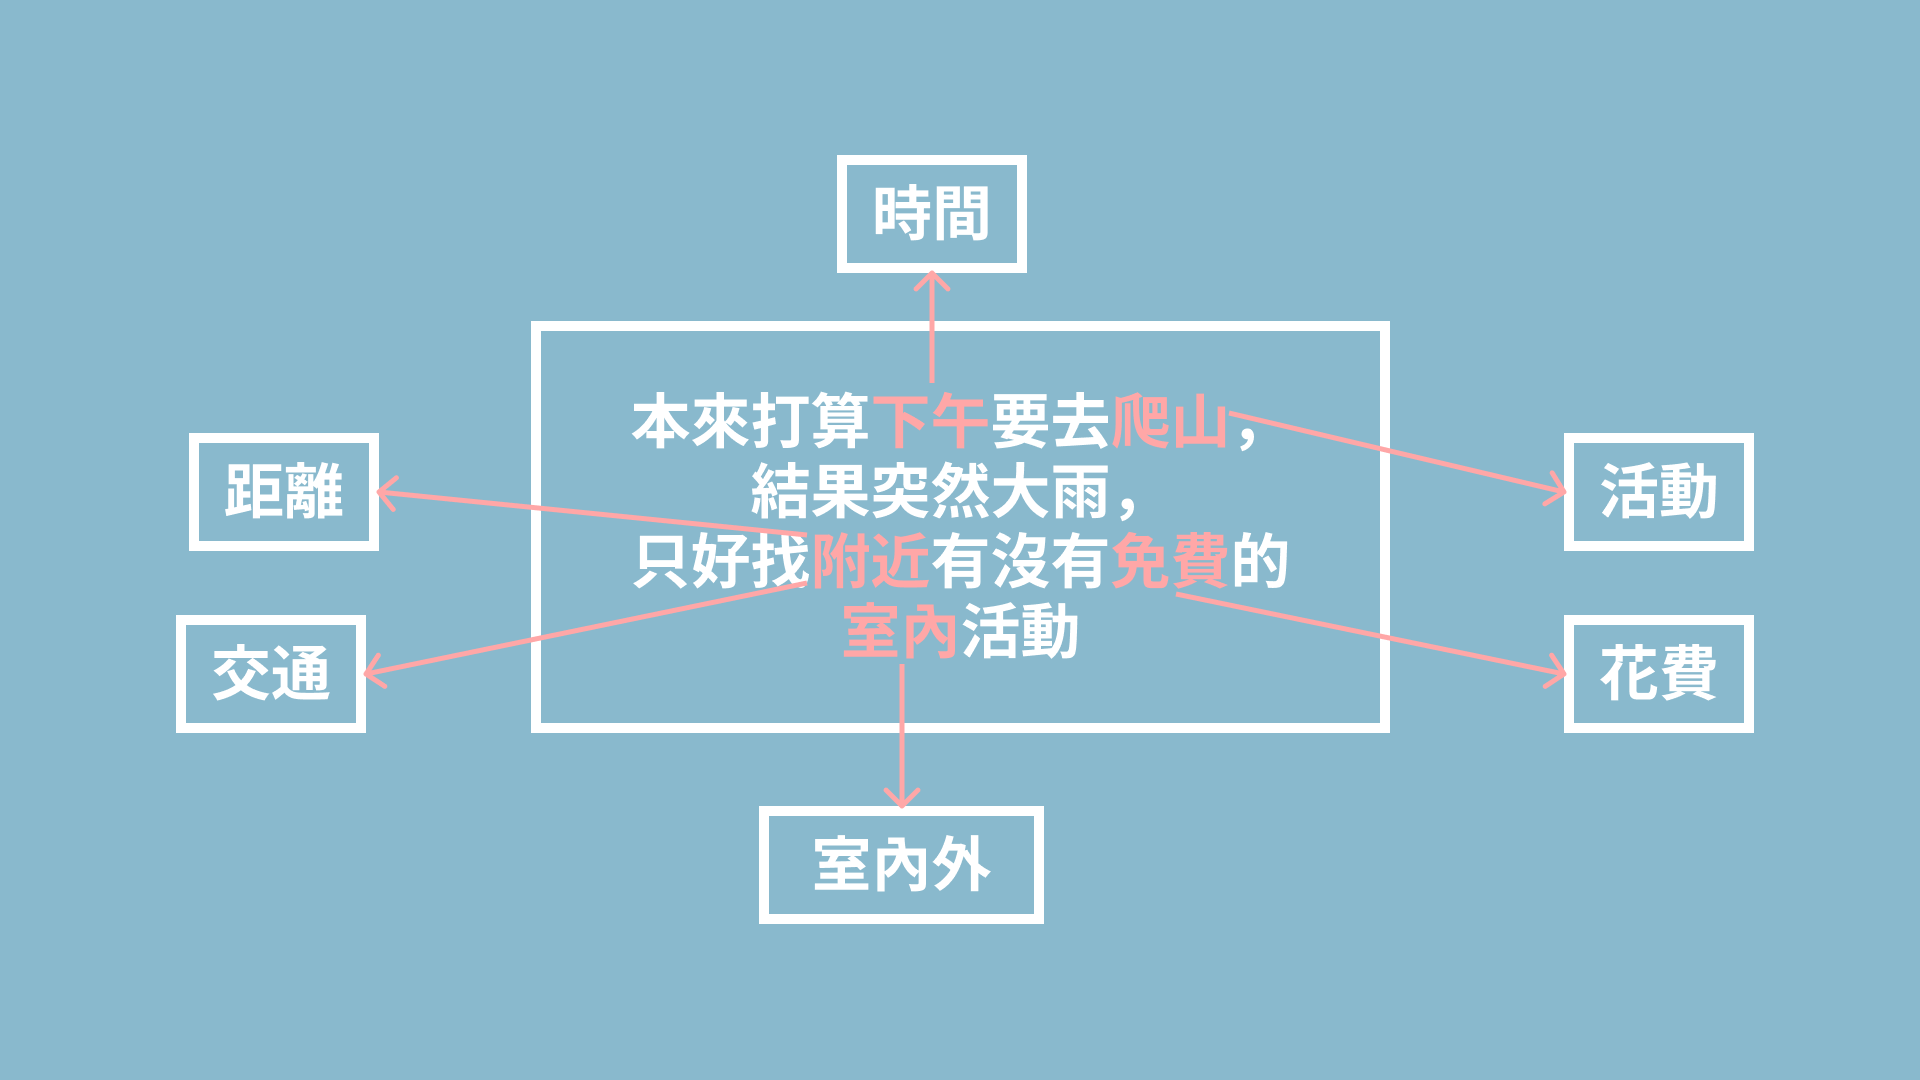 時間
本來打算下午要去爬山，
結果突然大雨，
只好找附近有沒有免費的
室內活動
距離
活動
交通
花費
室內外